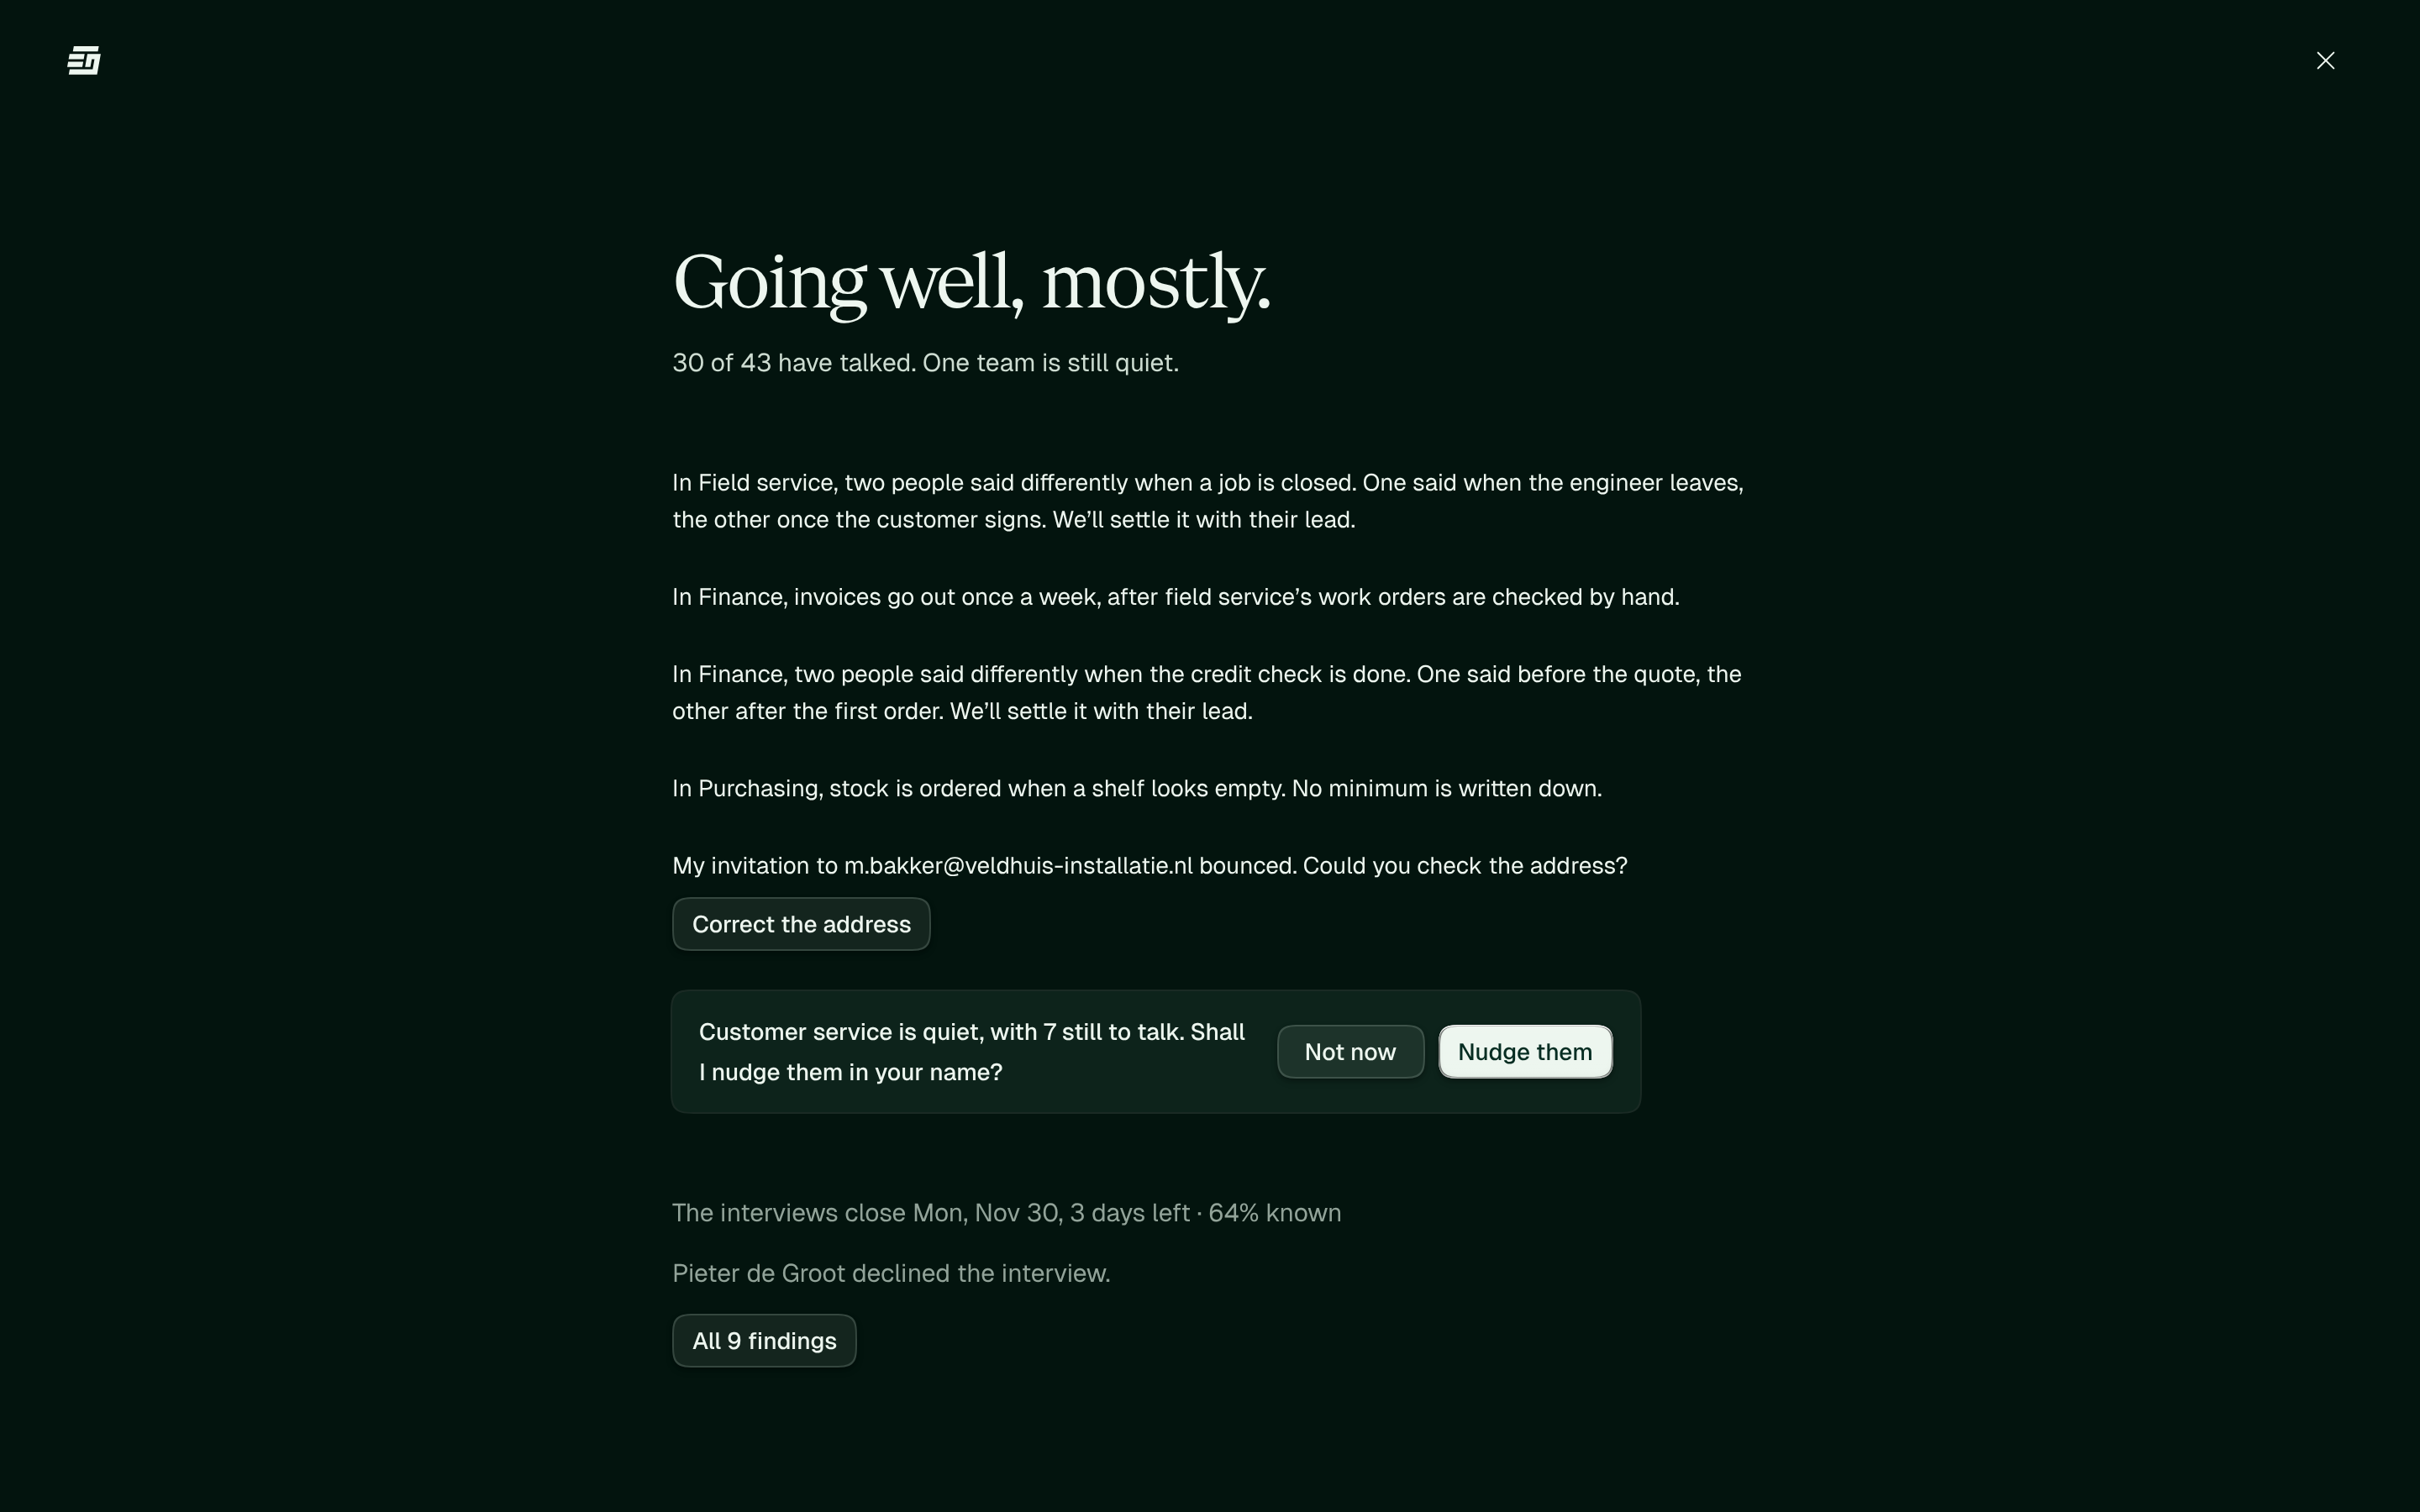 Going well, mostly.
30 of 43 have talked. One team is still quiet.
In Field service, two people said differently when a job is closed. One said when the engineer leaves,
the other once the customer signs. We’ll settle it with their lead.
In Finance, invoices go out once a week, after field service’s work orders are checked by hand.
In Finance, two people said differently when the credit check is done. One said before the quote, the
other after the first order. We’ll settle it with their lead.
In Purchasing, stock is ordered when a shelf looks empty. No minimum is written down.
My invitation to m.bakker@veldhuis-installatie.nl bounced. Could you check the address?
Correct the address
Customer service is quiet, with 7 still to talk. Shall
I nudge them in your name?
Not now
Nudge them
The interviews close Mon, Nov 30, 3 days left · 64% known
Pieter de Groot declined the interview.
All 9 findings